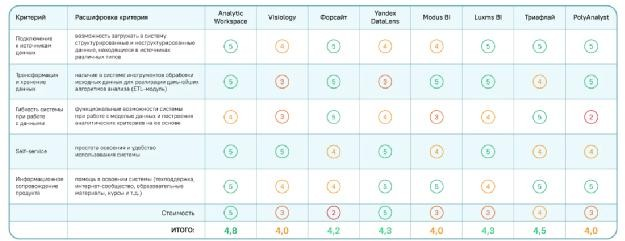 Критерий Расшифровка критерия Analytic Workspace Visiology Форсайт Yandex DataLens Modus BI Luxms BI Триафлай PolyAnalyst
Подключение к источникам данных
возможность загружать в систему
структурированные и неструктурированные
данные, находящиеся в источниках
различных типов
5 4 5 4 4 5 5 5
Трансформация и хранение данных
наличие в системе инструментов обработки
исходных данных для реализации дальнейших
алгоритмов анализа (ETL-модуль)
5 3 5 3 5 5 4 5
Гибкость системы при работе с данными
функциональные возможности системы
при работе с моделью данных и построения
аналитических критериев на ее основе
4 3 5 4 3 4 5 2
Self-service
простота освоения и удобство
использования системы
5 5 4 5 4 5 4 4
Информационное сопровождение продукта
помощь в освоении системы (техподдержка,
интернет-сообщество, образовательные
материалы, курсы и т.д.)
5 4 4 5 5 4 5 5
Стоимость 5 3 2 5 3 3 4 3
ИТОГО: 4,8 4,0 4,2 4,3 4,0 4,3 4,5 4,0